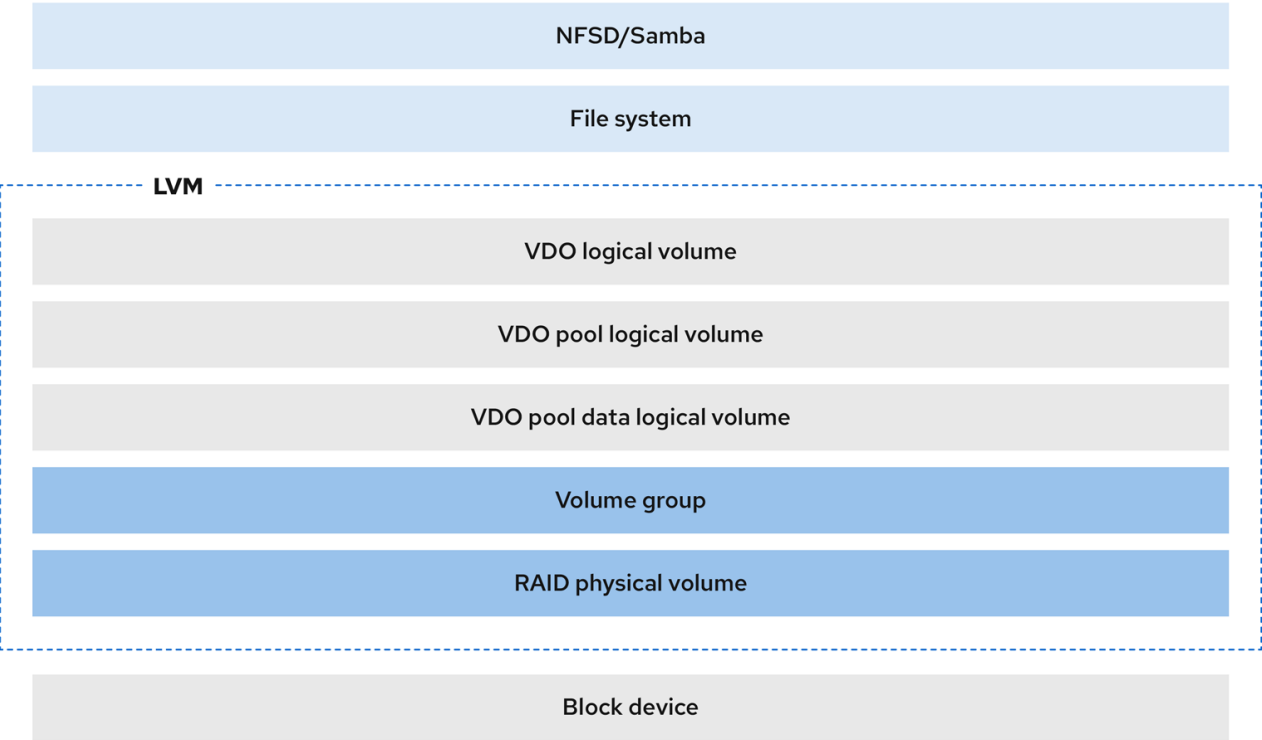 NFSD/Samba
File system
LVM
VDO logical volume
VDO pool logical volume
VDO pool data logical volume
Volume group
RAID physical volume
Block device